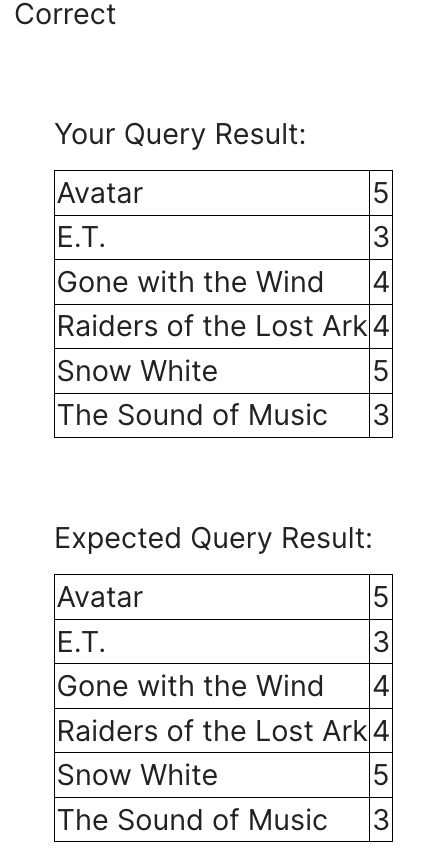 Correct
Your Query Result:
Avatar 5
E.T. 3
Gone with the Wind 4
Raiders of the Lost Ark 4
Snow White 5
The Sound of Music 3
Expected Query Result:
Avatar 5
E.T. 3
Gone with the Wind 4
Raiders of the Lost Ark 4
Snow White 5
The Sound of Music 3